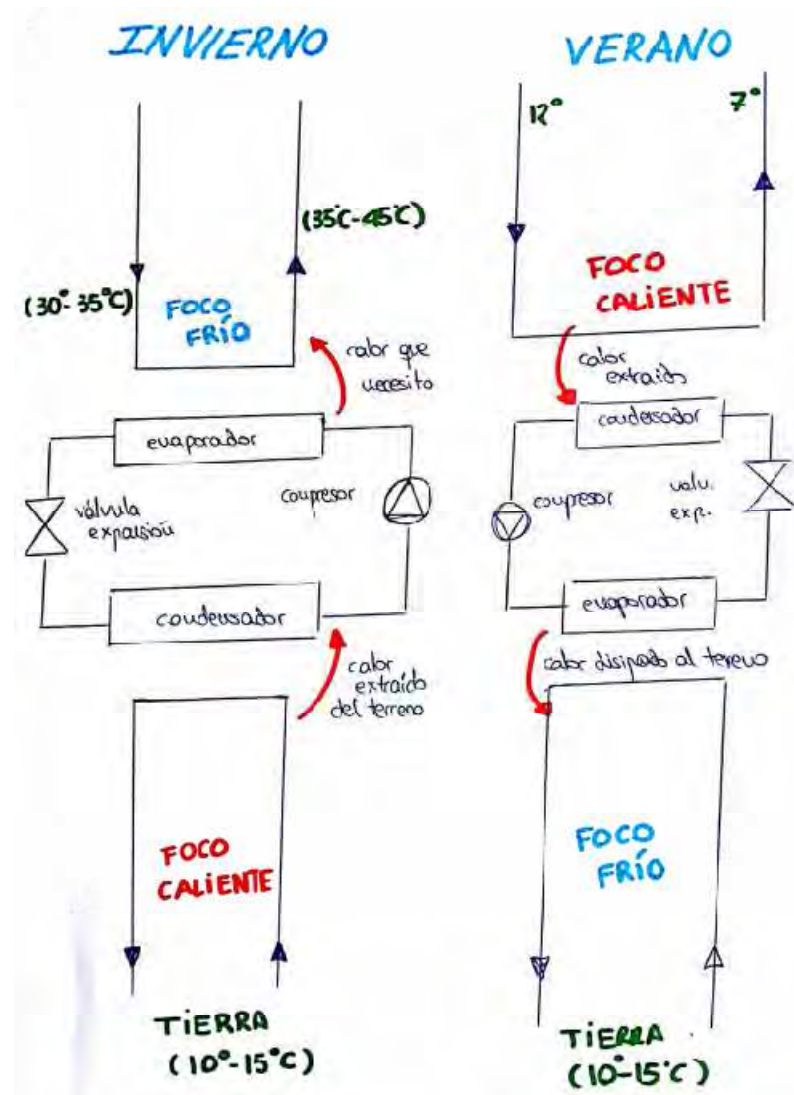 INVIERNO
(30°-35°C)
(35°C-45°C)
FOCO
FRÍO
calor que
necesito
evaporador
válvula
expansión
compresor
condensador
calor
extraído
del terreno
FOCO
CALIENTE
TIERRA
(10°-15°C)
VERANO
12°
7°
FOCO
CALIENTE
calor
extraido
condensador
compresor
valv.
exp.
evaporador
calor disipado al terreno
FOCO
FRÍO
TIERRA
(10°-15°C)